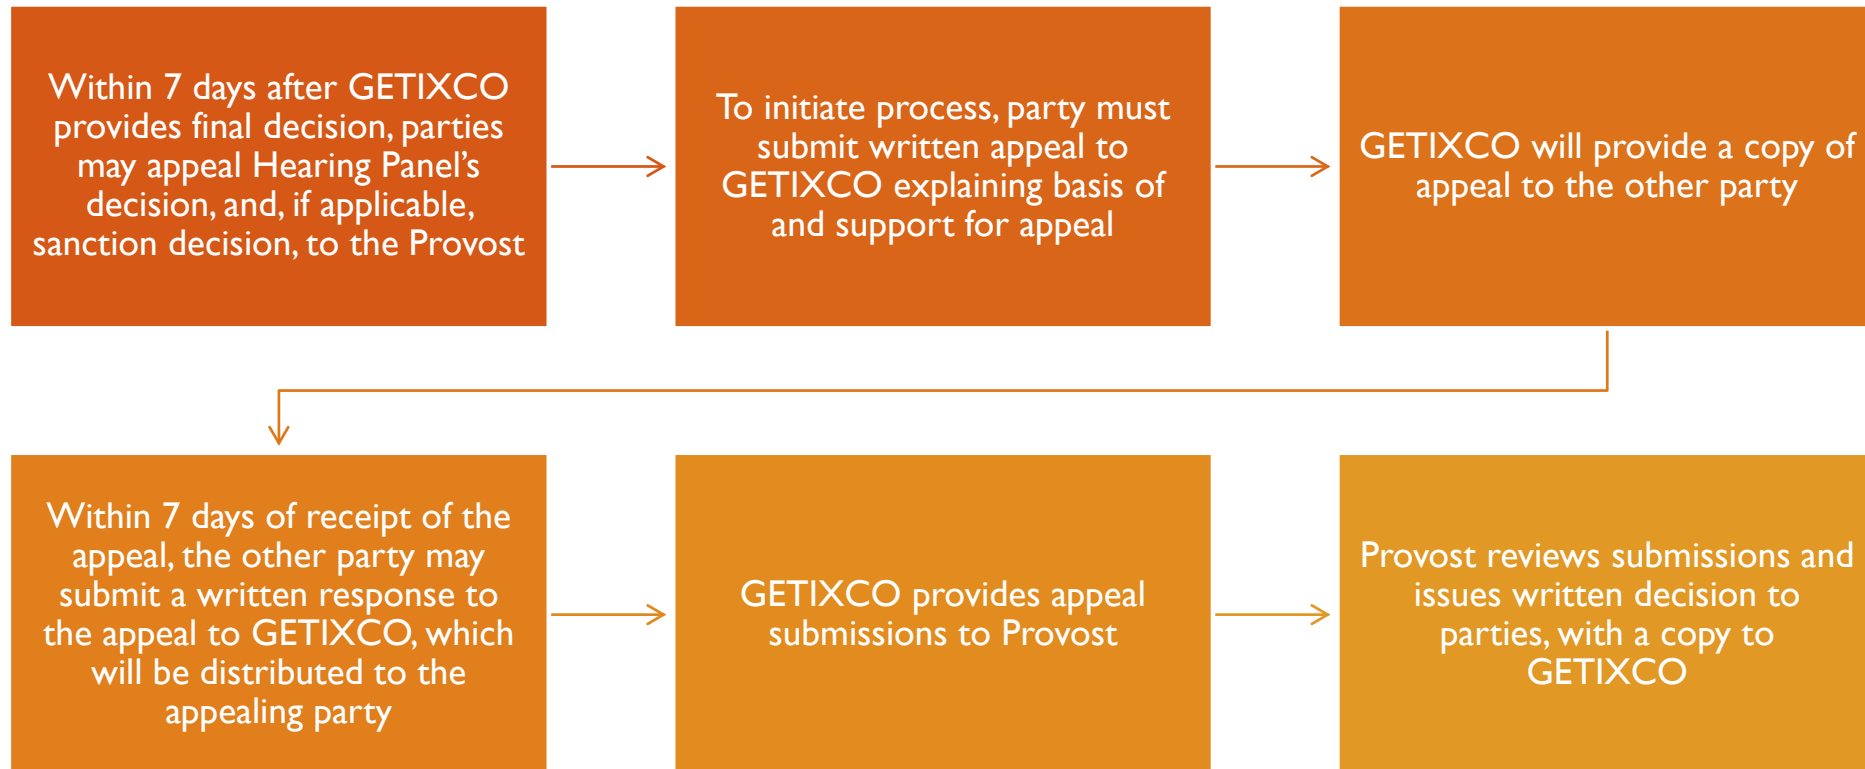 Within 7 days after GETIXCO
provides final decision, parties
may appeal Hearing Panel's
decision, and, if applicable,
sanction decision, to the Provost
To initiate process, party must
submit written appeal to
GETIXCO explaining basis of
and support for appeal
GETIXCO will provide a copy of
appeal to the other party
Within 7 days of receipt of the
appeal, the other party may
submit a written response to
the appeal to GETIXCO, which
will be distributed to the
appealing party
GETIXCO provides appeal
submissions to Provost
Provost reviews submissions and
issues written decision to
parties, with a copy to
GETIXCO